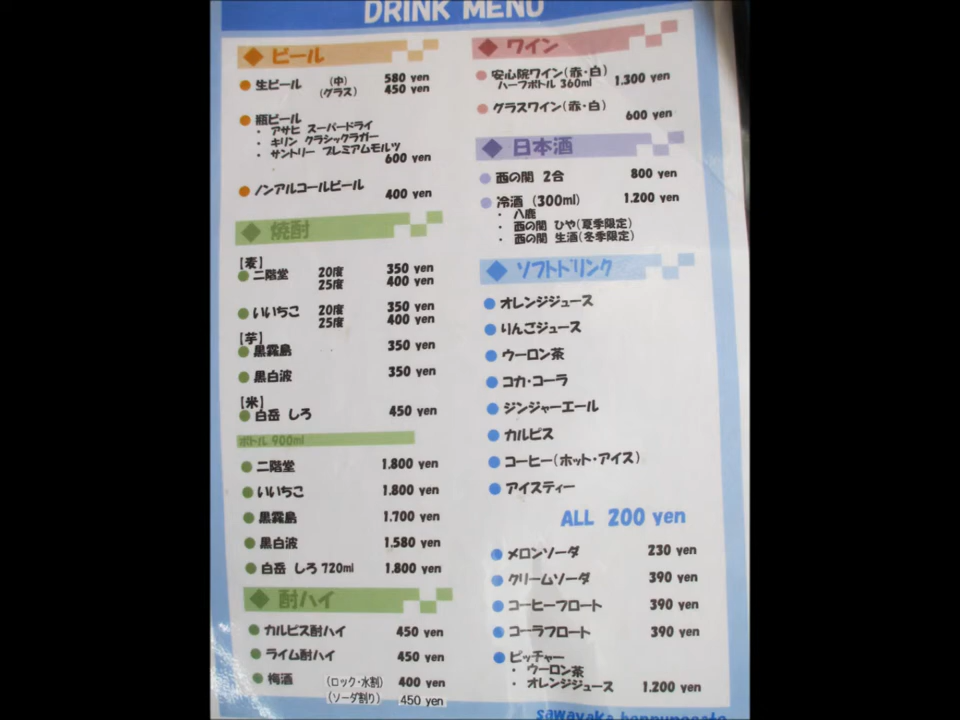 DRINK MENU
◆ ビール
生ビール (中) 580 yen
(グラス) 450 yen
瓶ビール
・ アサヒ スーパードライ
・ キリン クラシックラガー
・ サントリー プレミアムモルツ
600 yen
ノンアルコールビール 400 yen
◆ 焼酎
[麦]
二階堂 20度 350 yen
25度 400 yen
いいちこ 20度 350 yen
25度 400 yen
[芋]
黒霧島 350 yen
黒白波 350 yen
[米]
白岳 しろ 450 yen
ボトル 900ml
二階堂 1.800 yen
いいちこ 1.800 yen
黒霧島 1.700 yen
黒白波 1.580 yen
白岳 しろ 720ml 1.800 yen
◆ 酎ハイ
カルピス酎ハイ 450 yen
ライム酎ハイ 450 yen
梅酒 (ロック・水割) 400 yen
(ソーダ割り) 450 yen
◆ ワイン
安心院ワイン(赤・白)
ハーフボトル 360ml 1.300 yen
グラスワイン(赤・白)
600 yen
◆ 日本酒
西の関 2合 800 yen
冷酒 (300ml) 1.200 yen
・ 八鹿
・ 西の関 ひや(夏季限定)
・ 西の関 生酒(冬季限定)
◆ ソフトドリンク
オレンジジュース
りんごジュース
ウーロン茶
コカ・コーラ
ジンジャーエール
カルピス
コーヒー(ホット・アイス)
アイスティー
ALL 200 yen
メロンソーダ 230 yen
クリームソーダ 390 yen
コーヒーフロート 390 yen
コーラフロート 390 yen
ピッチャー
・ ウーロン茶
・ オレンジジュース 1.200 yen
sawayaka